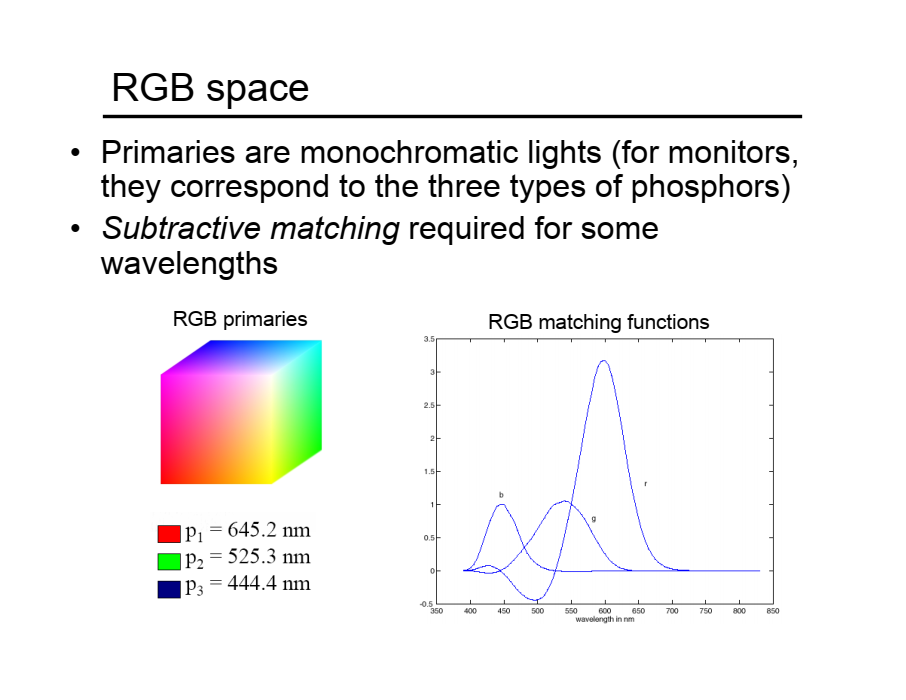 RGB space
• Primaries are monochromatic lights (for monitors,
they correspond to the three types of phosphors)
• Subtractive matching required for some
wavelengths
RGB primaries
p1 = 645.2 nm
p2 = 525.3 nm
p3 = 444.4 nm
RGB matching functions
3.5
3
2.5
2
1.5
1
0.5
0
-0.5
b
g
r
350 400 450 500 550 600 650 700 750 800 850
wavelength in nm